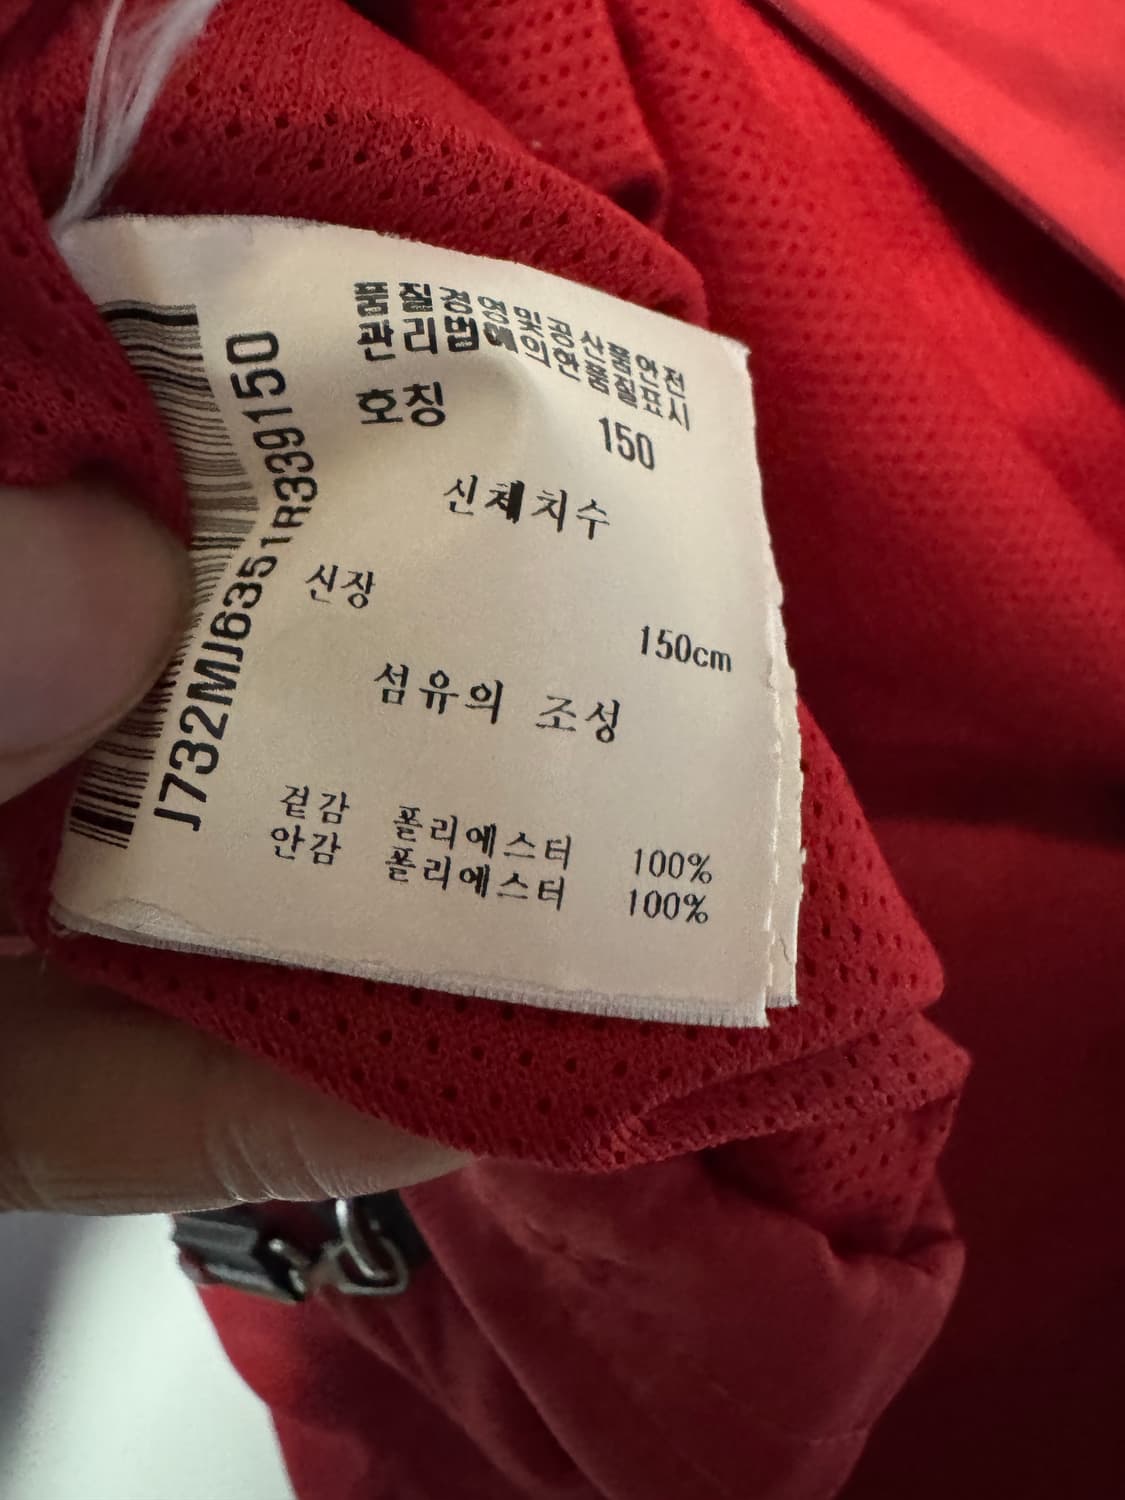 품질경영및공산품안전
관리법에의한품질표시
호칭 150
신체치수
신장 150cm
섬유의 조성
겉감 폴리에스터 100%
안감 폴리에스터 100%
J732MJ6351R339150